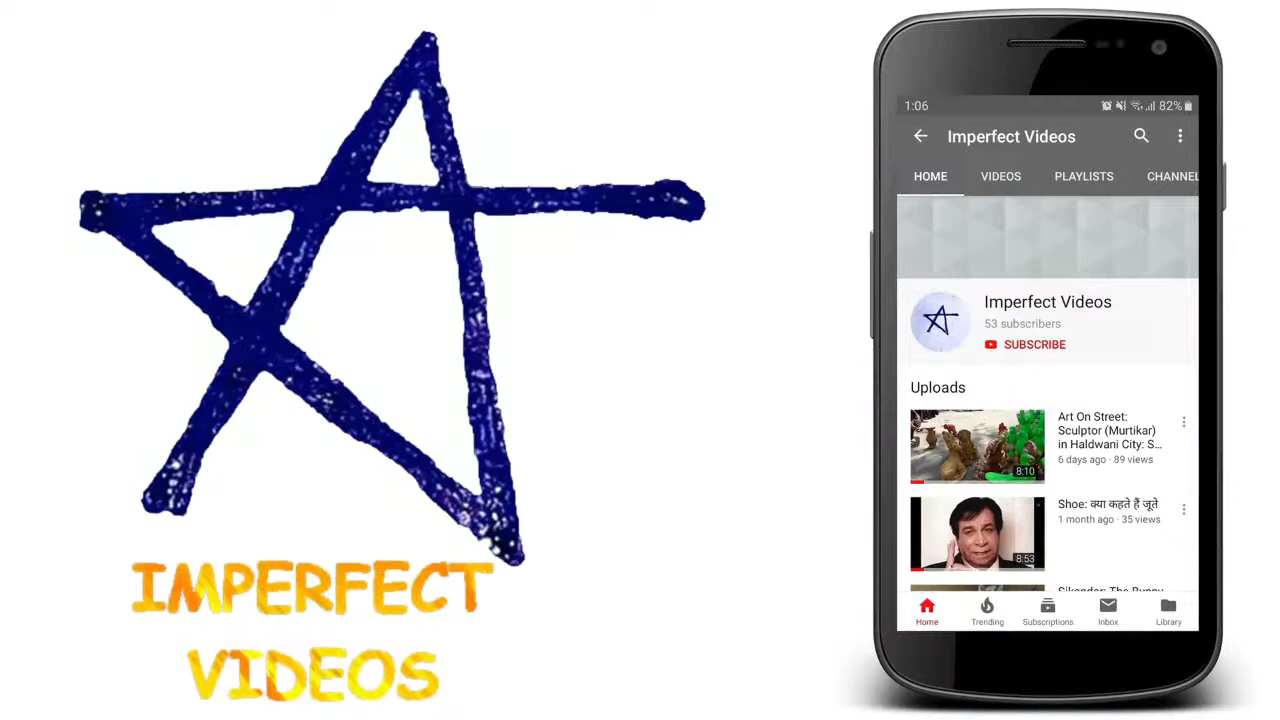 IMPERFECT
VIDEOS
1:06
82%
Imperfect Videos
HOME VIDEOS PLAYLISTS CHANNEL
Imperfect Videos
53 subscribers
SUBSCRIBE
Uploads
Art On Street:
Sculptor (Murtikar)
in Haldwani City: S...
6 days ago · 89 views
8:10
Shoe: क्या कहते हैं जूते
1 month ago · 35 views
8:53
Home Trending Subscriptions Inbox Library